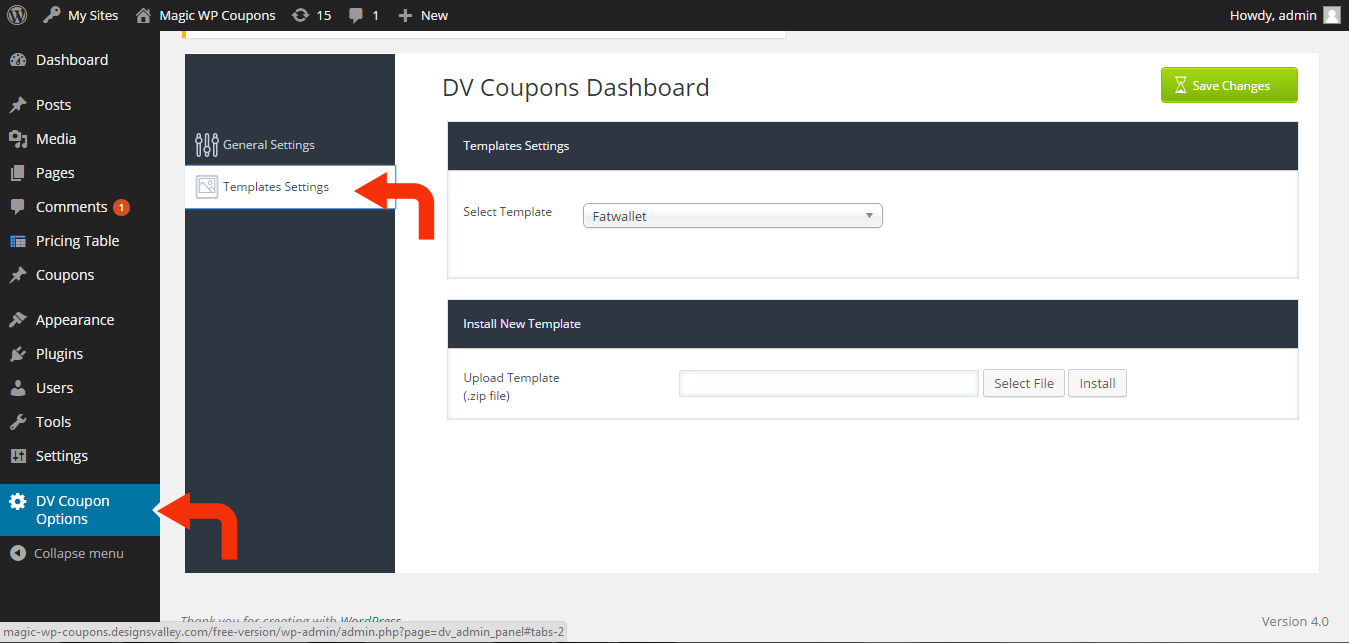 My Sites Magic WP Coupons 15 1 New Howdy, admin
Dashboard
Posts
Media
Pages
Comments 1
Pricing Table
Coupons
Appearance
Plugins
Users
Tools
Settings
DV Coupon
Options
Collapse menu
General Settings
Templates Settings
DV Coupons Dashboard
Save Changes
Templates Settings
Select Template Fatwallet
Install New Template
Upload Template
(.zip file)
Select File Install
Thank you for creating with WordPress.
Version 4.0
magic-wp-coupons.designsvalley.com/free-version/wp-admin/admin.php?page=dv_admin_panel#tabs-2